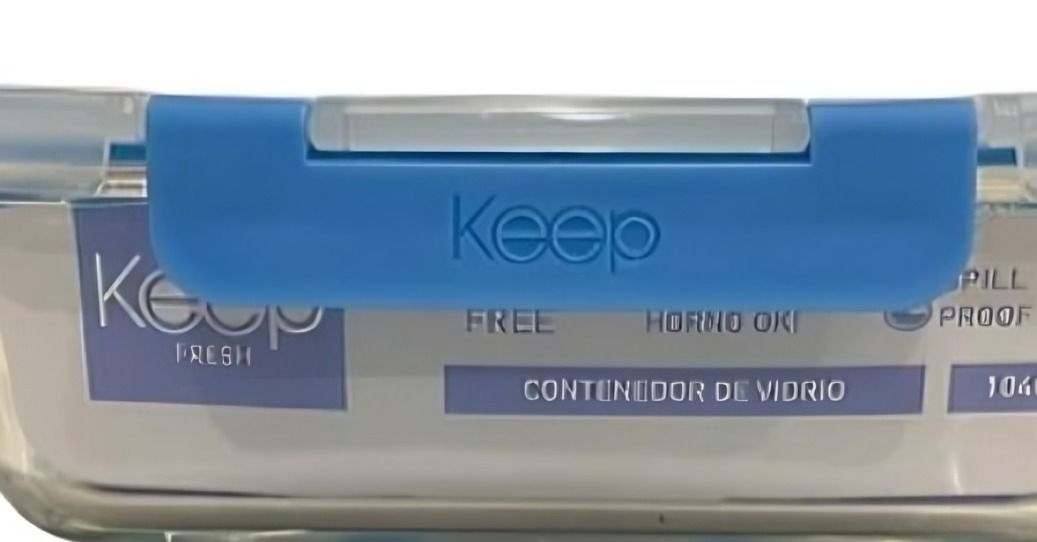 Keep
Keep
FRESH
FREE
HORNO OK!
PROOF
CONTENEDOR DE VIDRIO